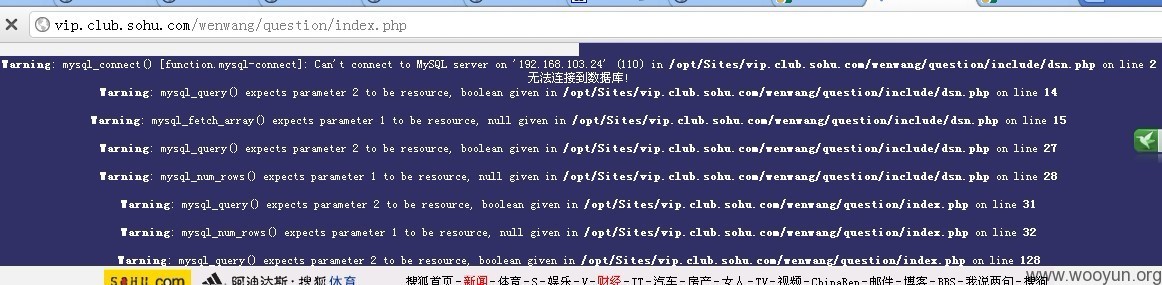 vip.club.sohu.com/wenwang/question/index.php
Warning: mysql_connect() [function.mysql-connect]: Can't connect to MySQL server on '192.168.103.24' (110) in /opt/Sites/vip.club.sohu.com/wenwang/question/include/dsn.php on line 2
无法连接到数据库!
Warning: mysql_query() expects parameter 2 to be resource, boolean given in /opt/Sites/vip.club.sohu.com/wenwang/question/include/dsn.php on line 14
Warning: mysql_fetch_array() expects parameter 1 to be resource, null given in /opt/Sites/vip.club.sohu.com/wenwang/question/include/dsn.php on line 15
Warning: mysql_query() expects parameter 2 to be resource, boolean given in /opt/Sites/vip.club.sohu.com/wenwang/question/include/dsn.php on line 27
Warning: mysql_num_rows() expects parameter 1 to be resource, null given in /opt/Sites/vip.club.sohu.com/wenwang/question/include/dsn.php on line 28
Warning: mysql_query() expects parameter 2 to be resource, boolean given in /opt/Sites/vip.club.sohu.com/wenwang/question/index.php on line 31
Warning: mysql_num_rows() expects parameter 1 to be resource, null given in /opt/Sites/vip.club.sohu.com/wenwang/question/index.php on line 32
Warning: mysql_query() expects parameter 2 to be resource, boolean given in /opt/Sites/vip.club.sohu.com/wenwang/question/index.php on line 128
SOHU.com 阿迪达斯·搜狐体育 搜狐首页-新闻-体育-S-娱乐-V-财经-IT-汽车-房产-女人-TV-视频-ChinaRen-邮件-博客-BBS-我说两句-搜狗
www.wooyun.org